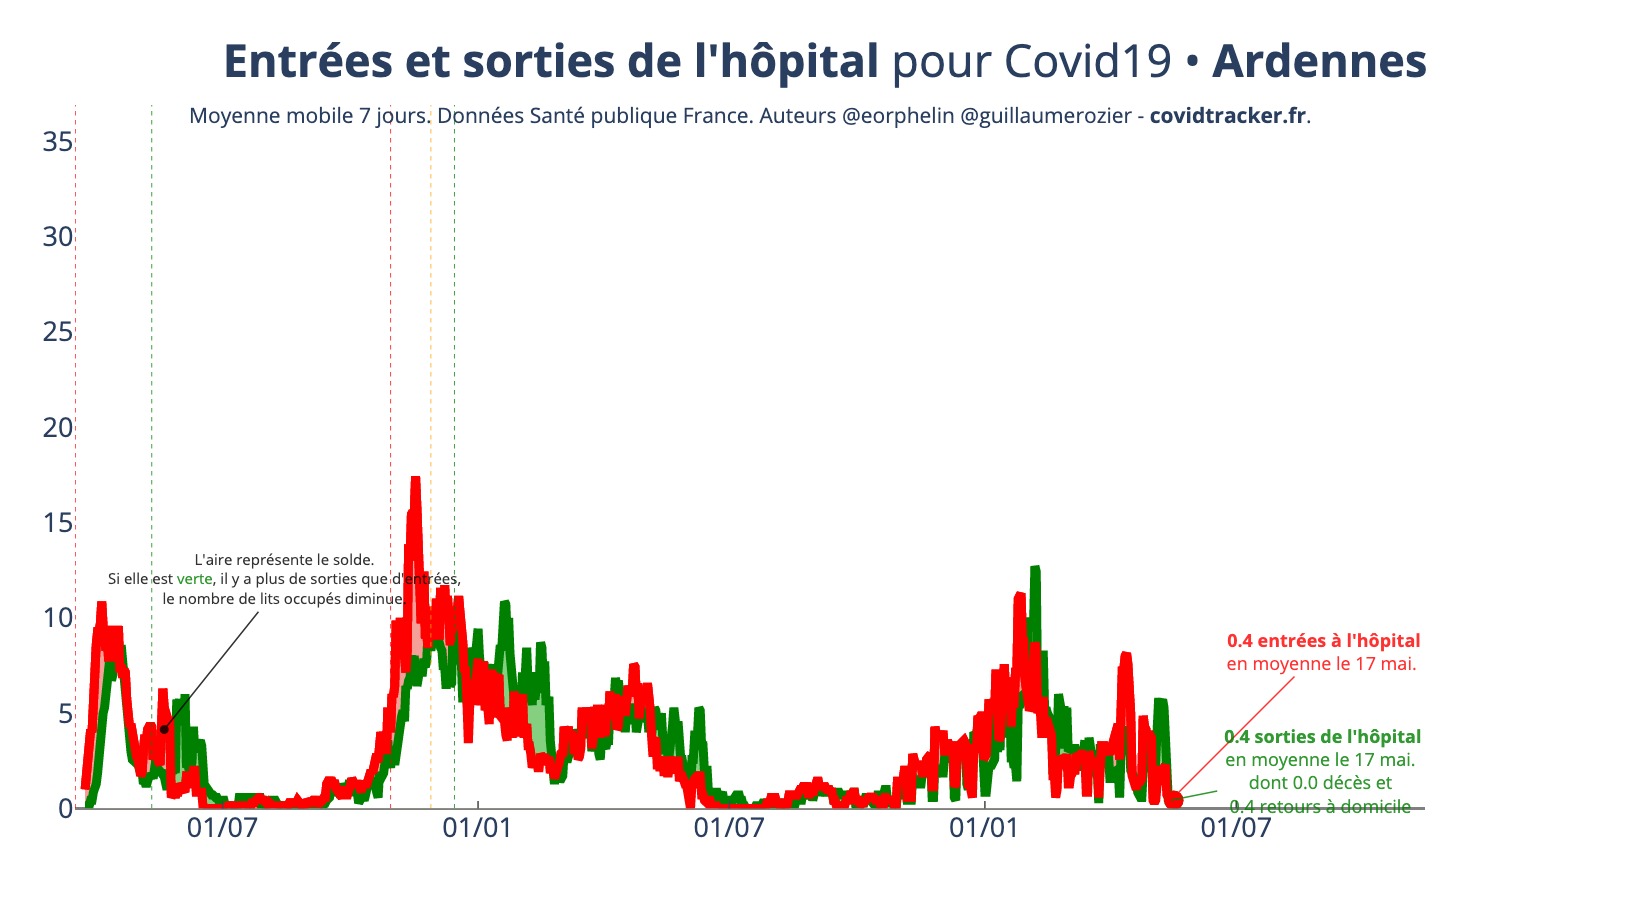 Entrées et sorties de l'hôpital pour Covid19 • Ardennes
Moyenne mobile 7 jours. Données Santé publique France. Auteurs @eorphelin @guillaumerozier - covidtracker.fr.
35
30
25
20
15
10
5
0
L'aire représente le solde.
Si elle est verte, il y a plus de sorties que d'entrées,
le nombre de lits occupés diminue.
0.4 entrées à l'hôpital
en moyenne le 17 mai.
0.4 sorties de l'hôpital
en moyenne le 17 mai.
dont 0.0 décès et
0.4 retours à domicile
01/07
01/01
01/07
01/01
01/07